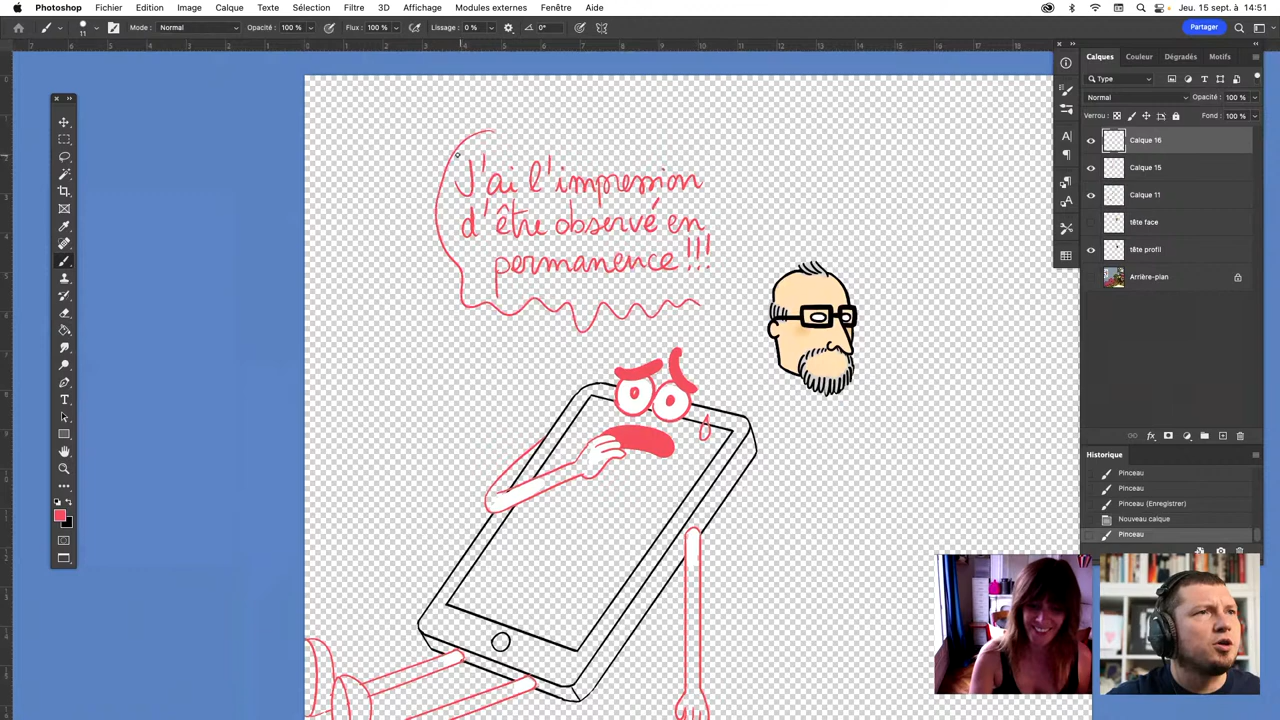 Photoshop Fichier Edition Image Calque Texte Sélection Filtre 3D Affichage Modules externes Fenêtre Aide Jeu. 15 sept. à 14:51
11 Mode : Normal Opacité : 100 % Flux : 100 % Lissage : 0 % 0° Partager
Calques Couleur Dégradés Motifs
Type
Normal Opacité : 100 %
Verrou : Fond : 100 %
Calque 16
Calque 15
Calque 11
tête face
tête profil
Arrière-plan
Historique
Pinceau
Pinceau
Pinceau (Enregistrer)
Nouveau calque
Pinceau
J'ai l'impression
d'être observé en
permanence !!!